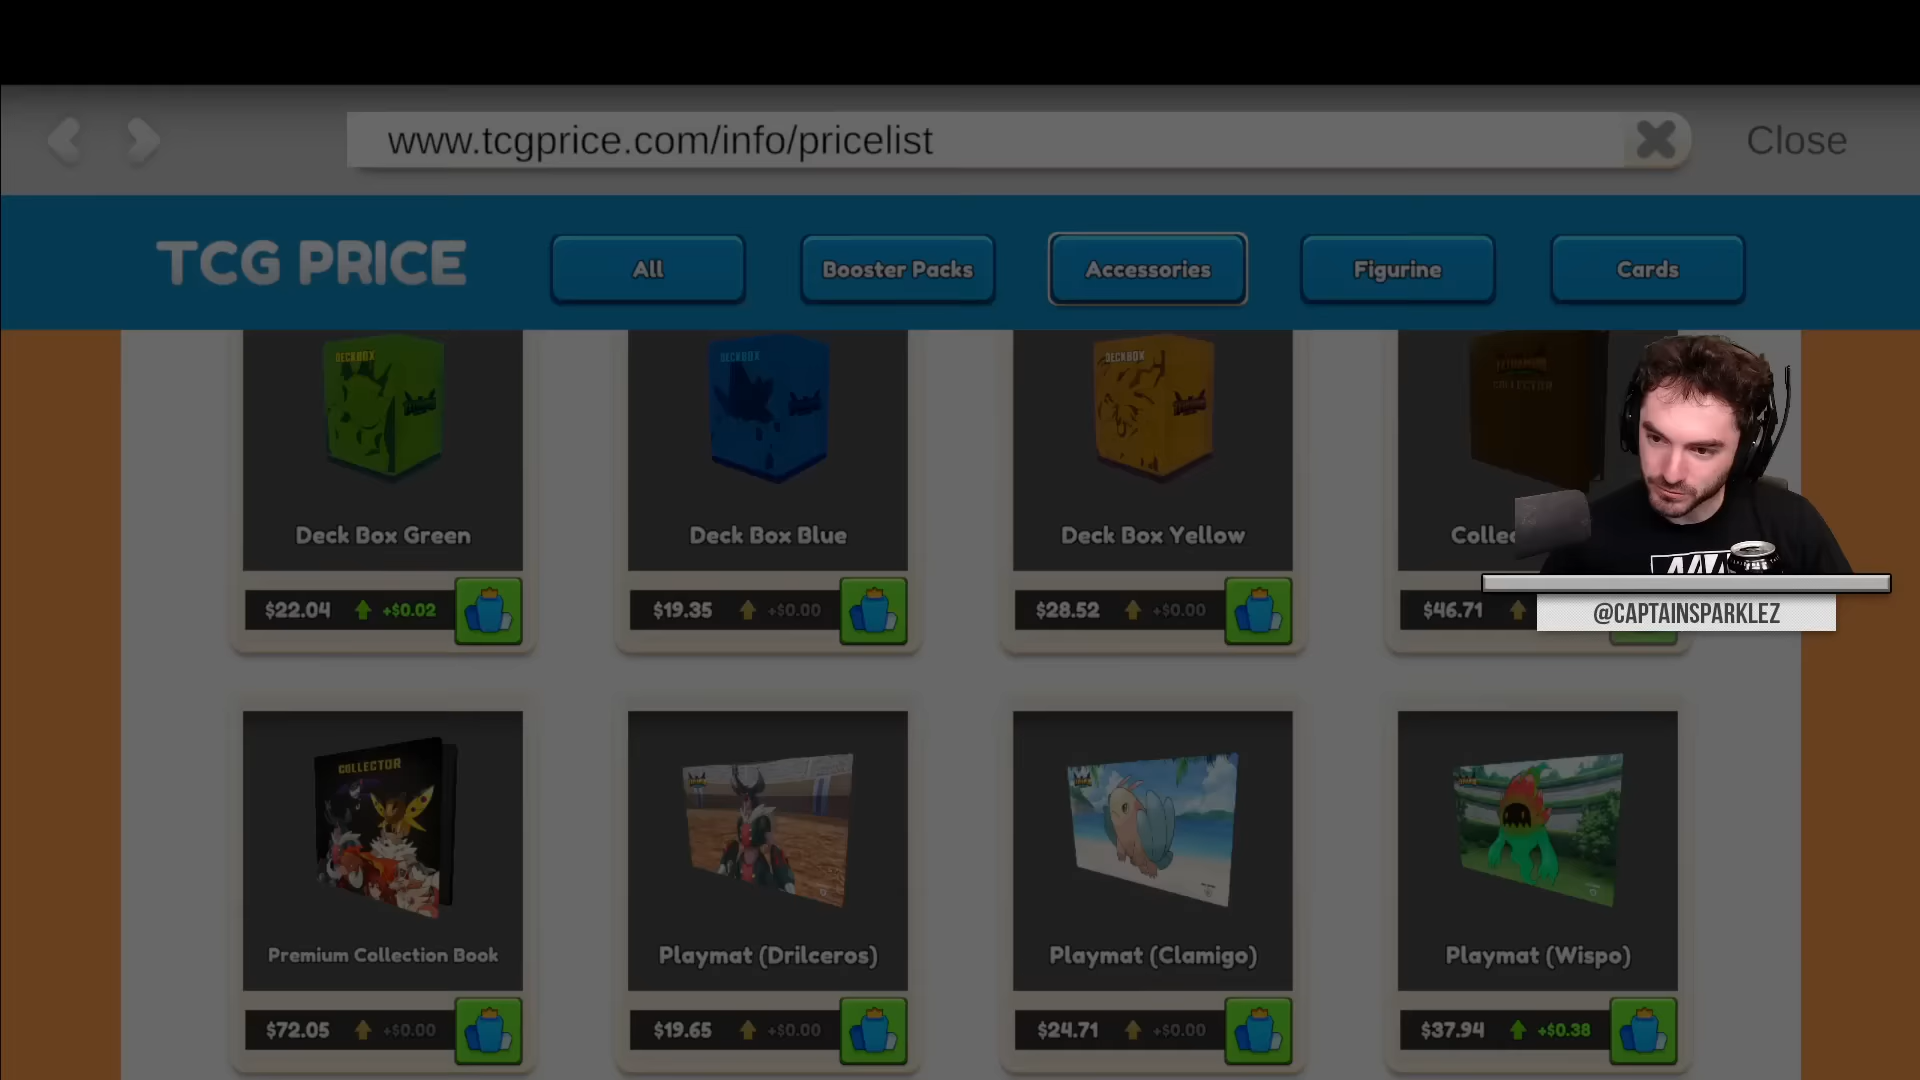 www.tcgprice.com/info/pricelist
Close
TCG PRICE
All
Booster Packs
Accessories
Figurine
Cards
DECKBOX
DECKBOX
DECKBOX
COLLECTOR
Deck Box Green
Deck Box Blue
Deck Box Yellow
Collec
$22.04 +$0.02
$19.35 +$0.00
$28.52 +$0.00
$46.71
@CAPTAINSPARKLEZ
COLLECTOR
Premium Collection Book
Playmat (Drilceros)
Playmat (Clamigo)
Playmat (Wispo)
$72.05 +$0.00
$19.65 +$0.00
$24.71 +$0.00
$37.94 +$0.38